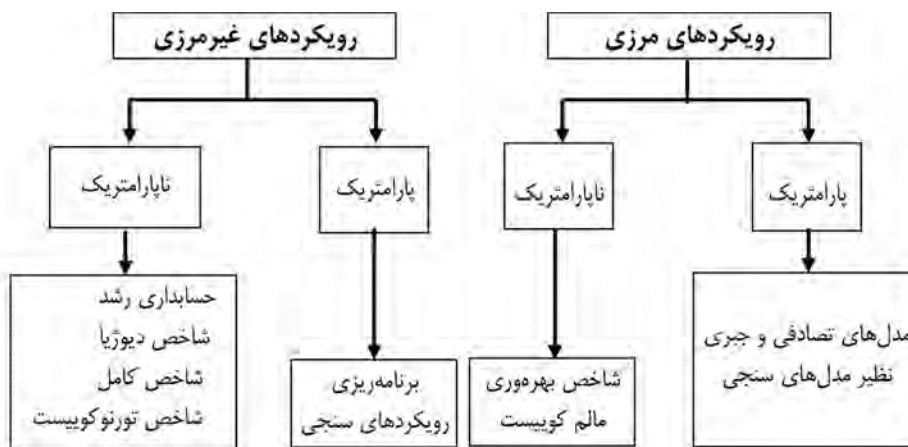 رویکردهای مرزی
رویکردهای غیرمرزی
پارامتریک
ناپارامتریک
پارامتریک
ناپارامتریک
مدل‌های تصادفی و جبری
نظیر مدل‌های سنجی
شاخص بهره‌وری
مالم کوییست
برنامه‌ریزی
رویکردهای سنجی
حسابداری رشد
شاخص دیوژیا
شاخص کامل
شاخص تورنوکوییست